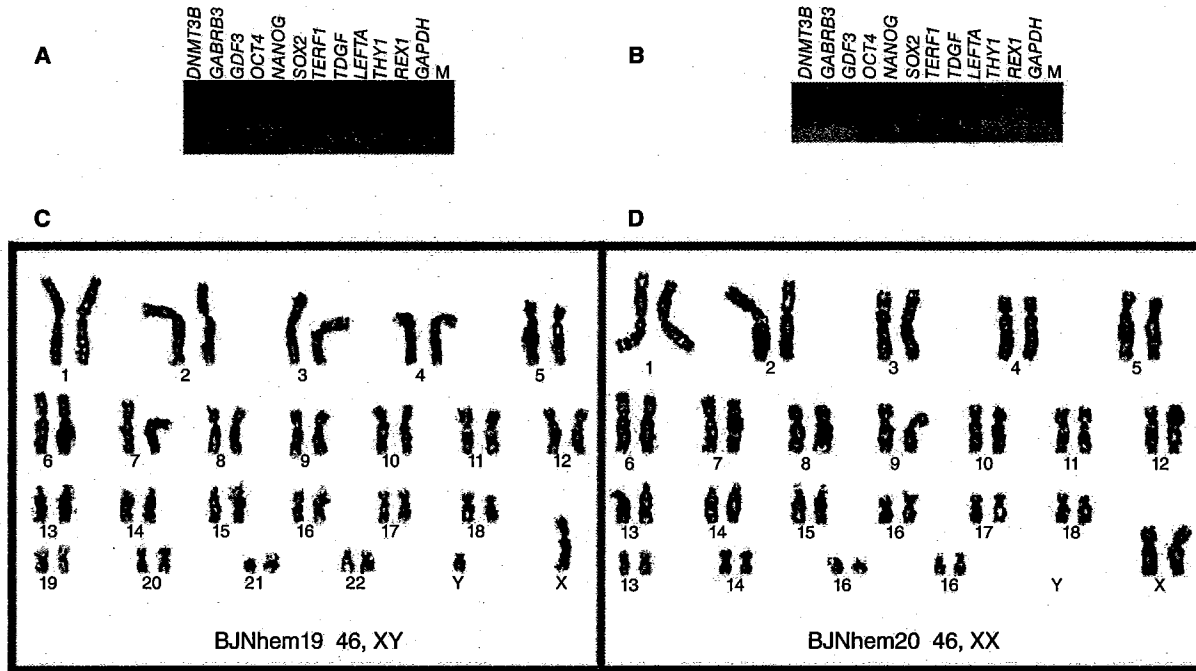 A
DNMT3B GABRB3 GDF3 OCT4 NANOG SOX2 TERF1 TDGF LEFTA THY1 REX1 GAPDH M
B
DNMT3B GABRB3 GDF3 OCT4 NANOG SOX2 TERF1 TDGF LEFTA THY1 REX1 GAPDH M
C
1 2 3 4 5
6 7 8 9 10 11 12
13 14 15 16 17 18
19 20 21 22 Y X
BJNhem19 46, XY
D
1 2 3 4 5
6 7 8 9 10 11 12
13 14 15 16 17 18
13 14 16 16 Y X
BJNhem20 46, XX